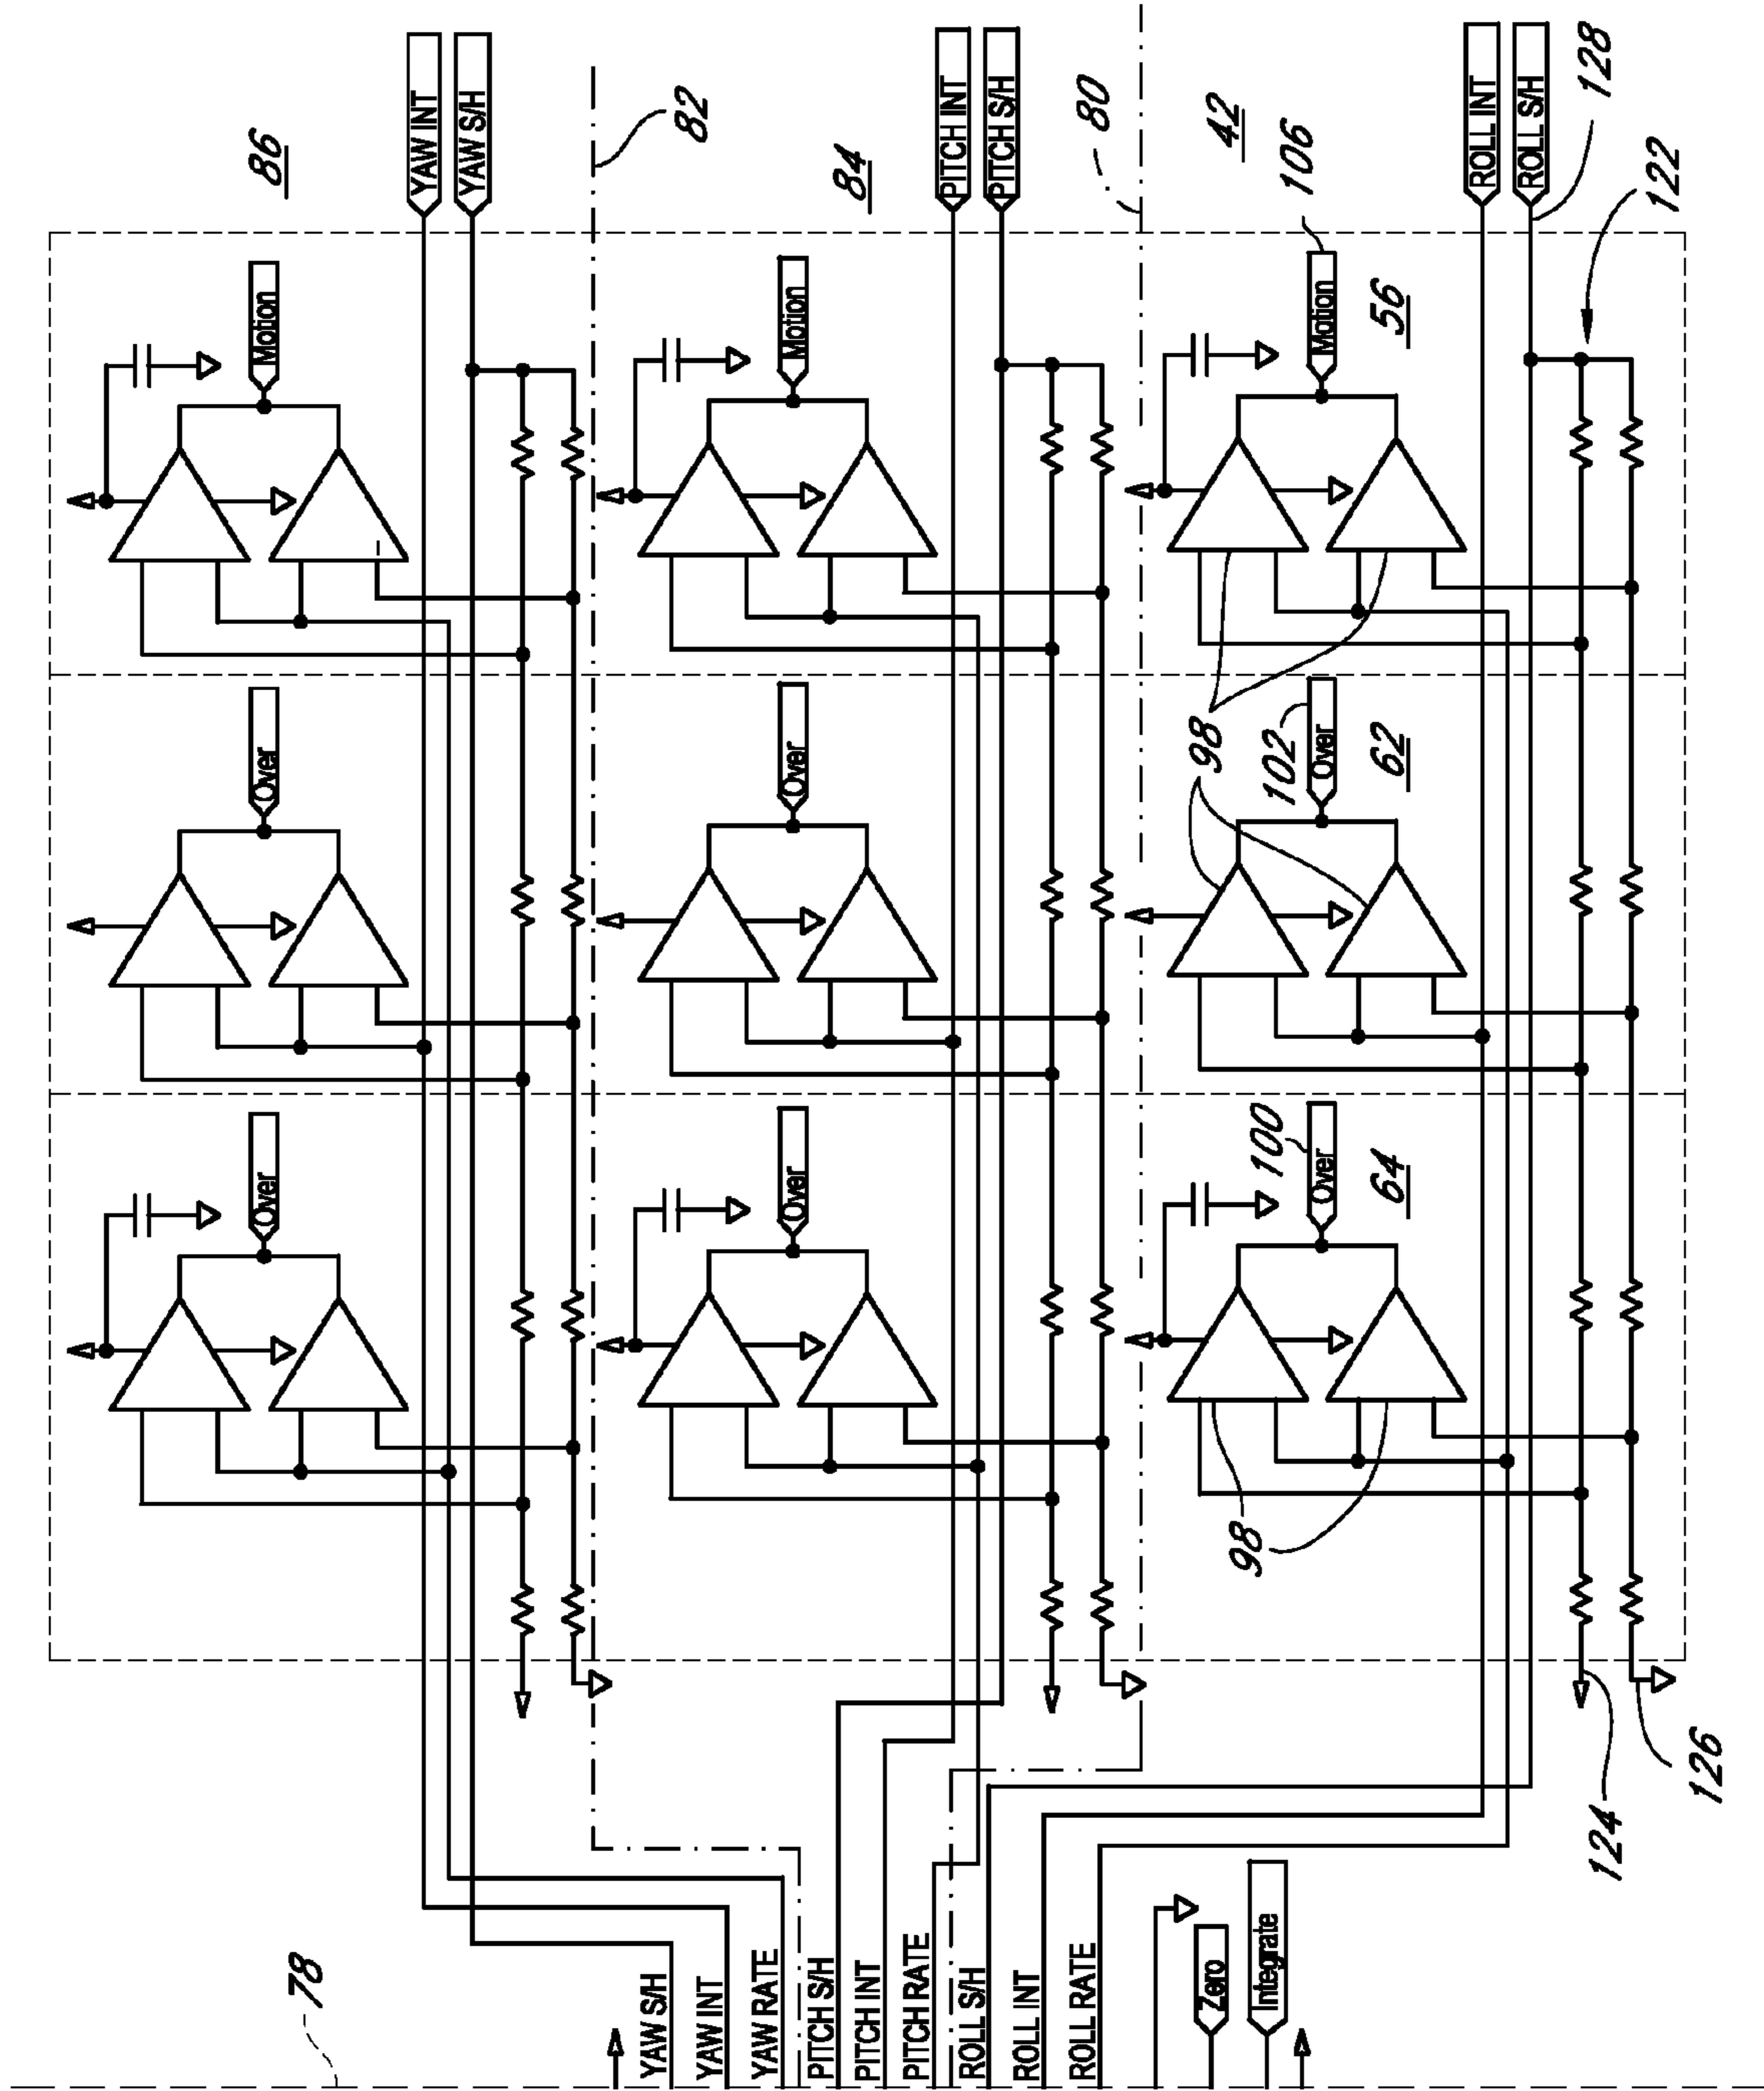 86
YAW INT
YAW S/H
82
84
PITCH INT
PITCH S/H
80
42
106
ROLL INT
ROLL S/H
128
122
Motion
Motion
Motion
56
98
Over
Over
102
Over
62
Over
Over
100
Over
64
98
124
126
78
YAW S/H
YAW INT
YAW RATE
PITCH S/H
PITCH INT
PITCH RATE
ROLL S/H
ROLL INT
ROLL RATE
Zero
Integrate